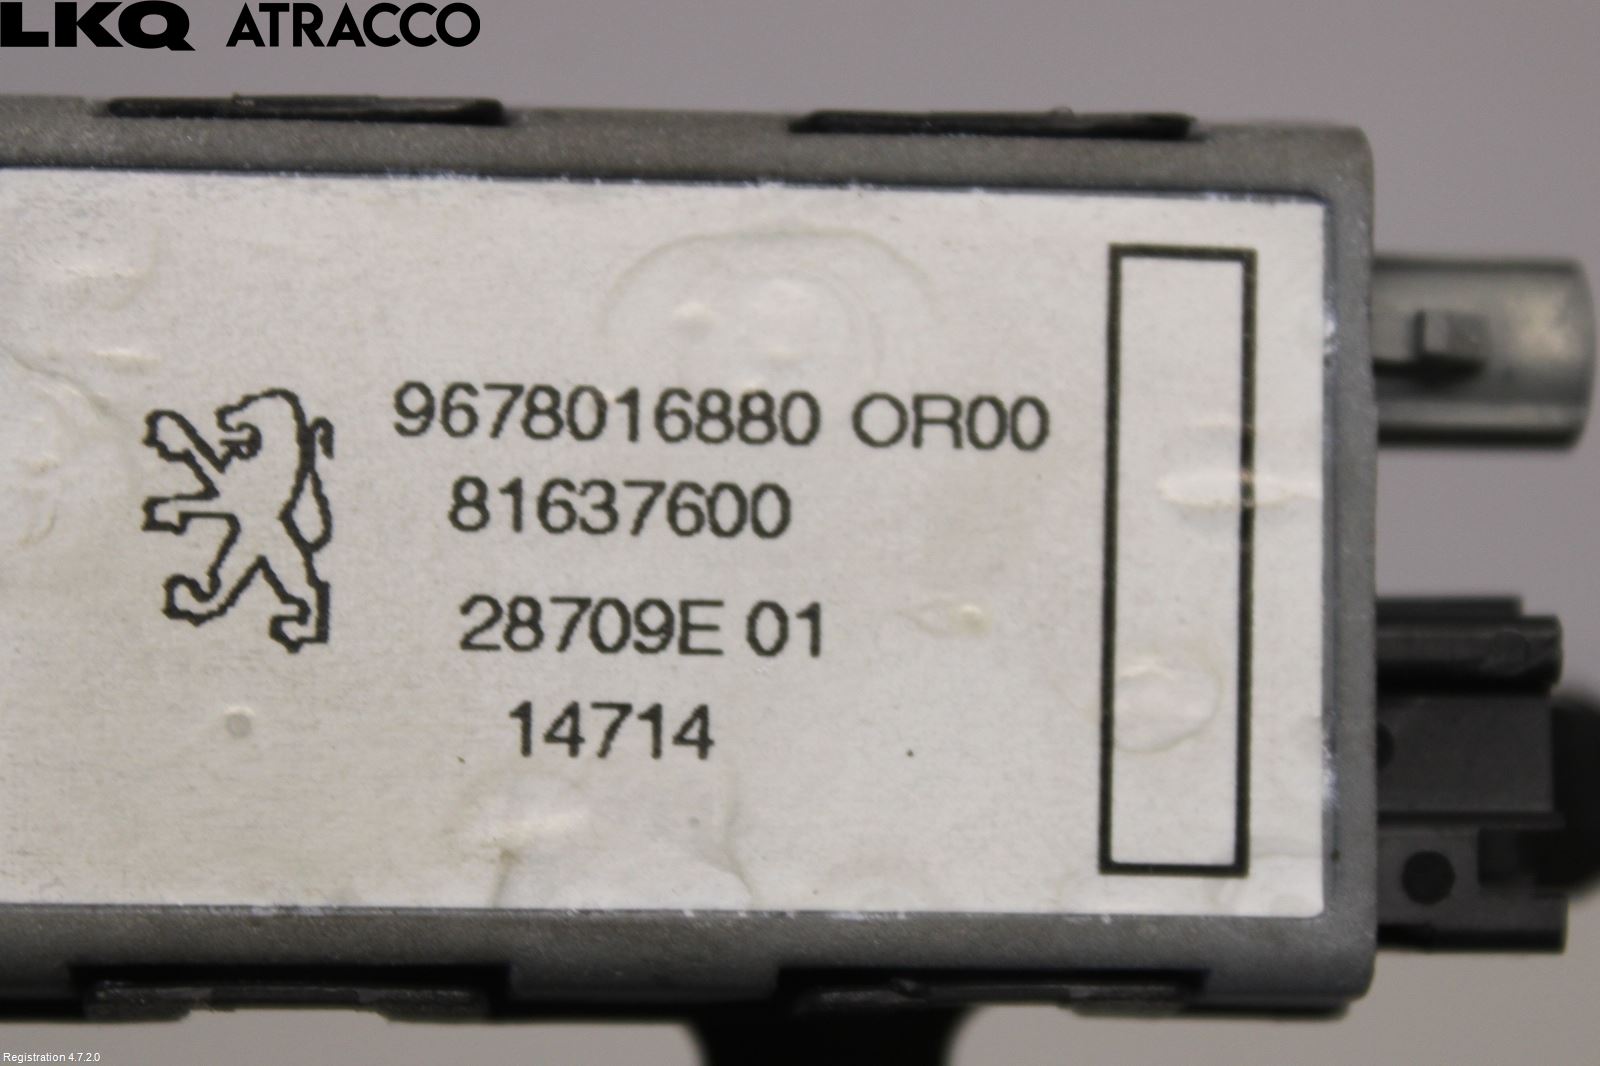 LKQ ATRACCO
9678016880 OR00
81637600
28709E 01
14714
Registration 4.7.2.0